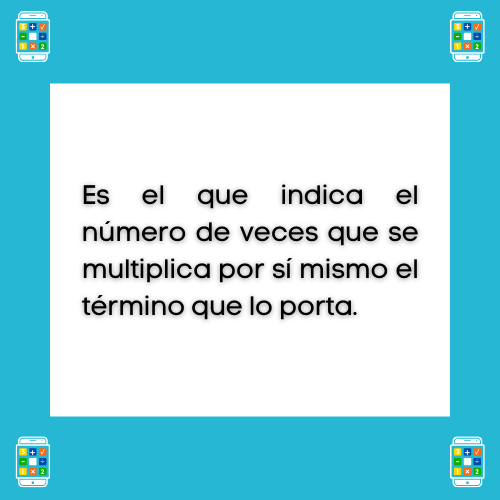 Es el que indica el
número de veces que se
multiplica por sí mismo el
término que lo porta.